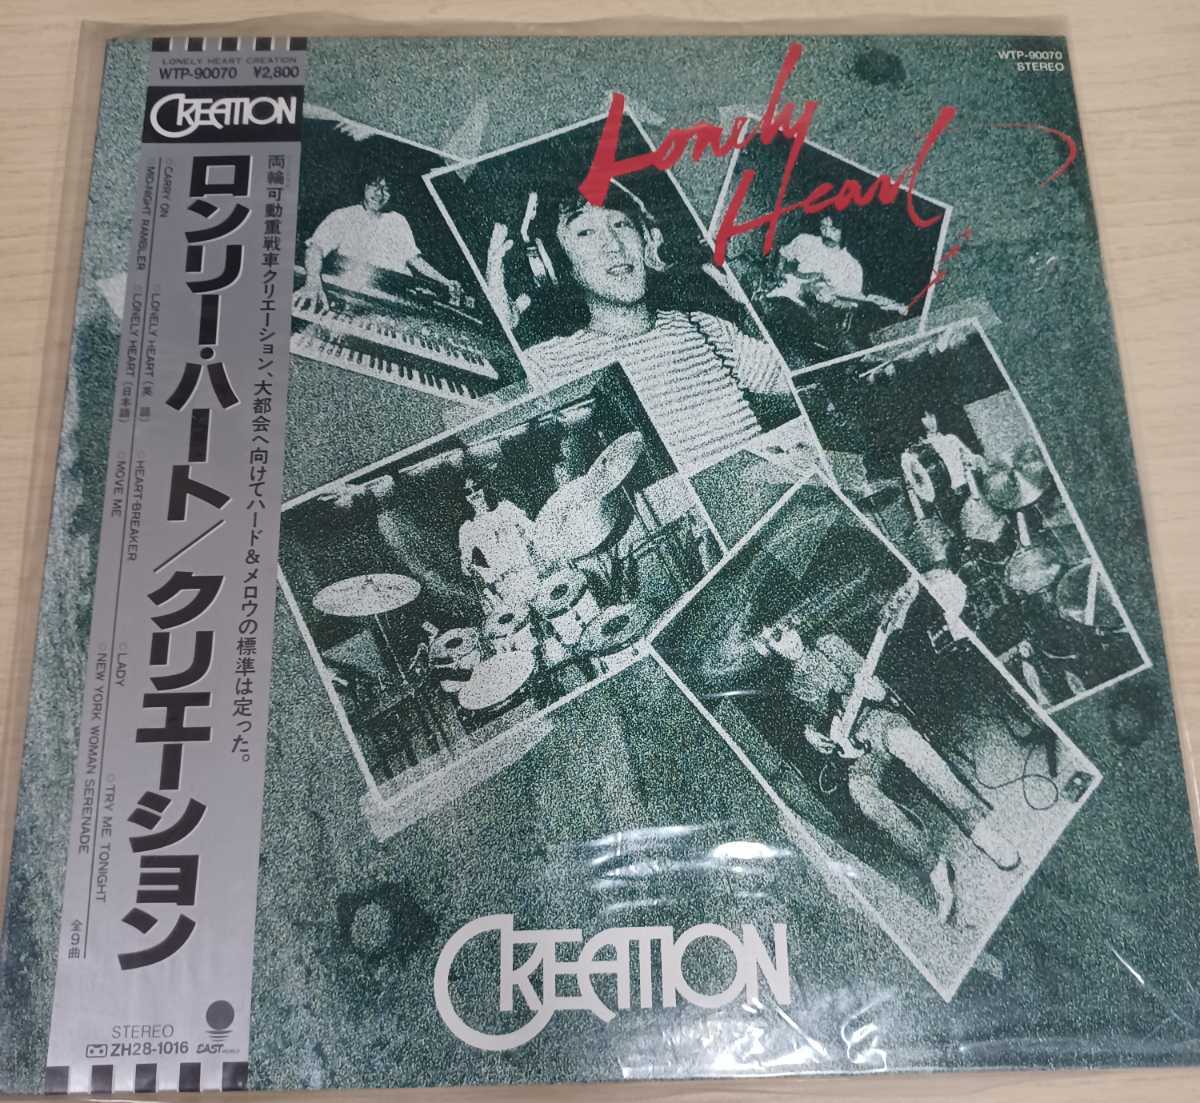 LONELY HEART CREATION
WTP-90070 ¥2,800
CREATION
両輪可動重戦車クリエーション、大都会へ向けてハード&メロウの標準は定った。
ロンリー・ハート/クリエーション
○CARRY ON
○MID-NIGHT RAMBLER
○LONELY HEART(英語)
○LONELY HEART(日本語)
○HEART-BREAKER
○MOVE ME
○LADY
○NEW YORK WOMAN SERENADE
○TRY ME TONIGHT
全9曲
STEREO
ZH28-1016
EAST WORLD
WTP-90070
STEREO
Lonely
Heart
CREATION